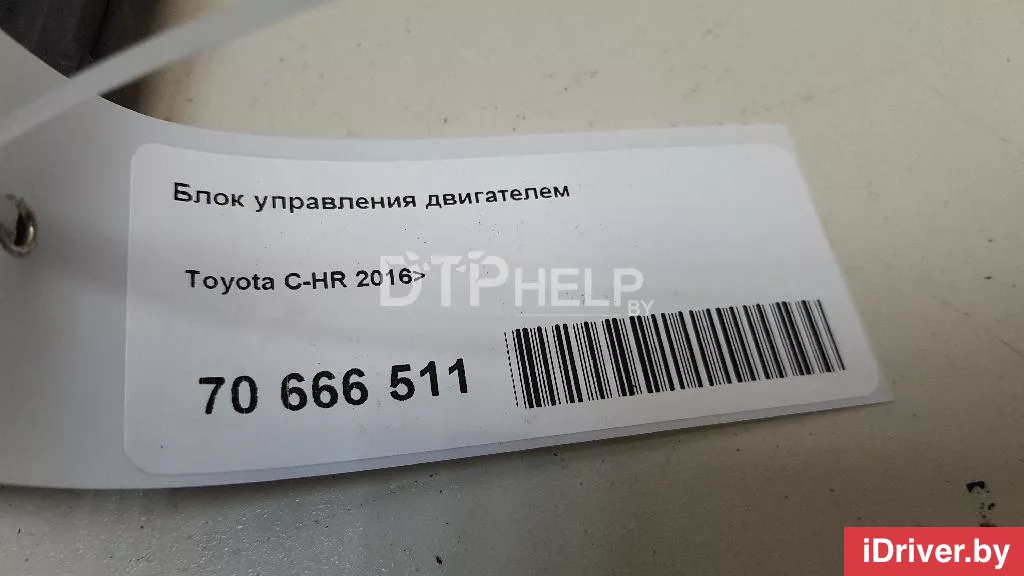 Блок управления двигателем
Toyota C-HR 2016>
DTPHELP
BY
70 666 511
iDriver.by